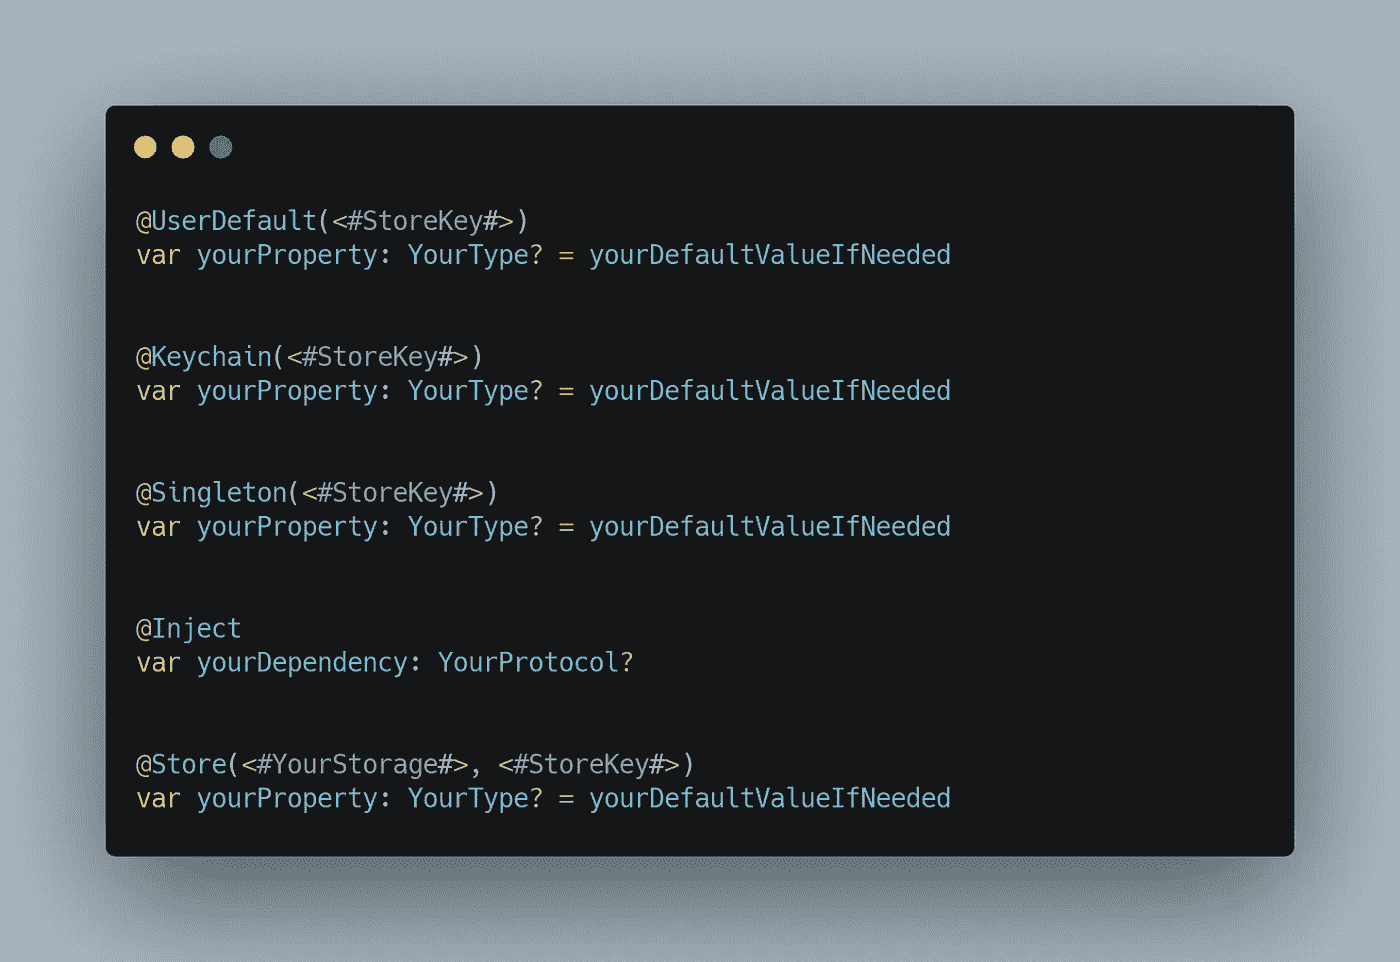 @UserDefault(<#StoreKey#>)
var yourProperty: YourType? = yourDefaultValueIfNeeded
@Keychain(<#StoreKey#>)
var yourProperty: YourType? = yourDefaultValueIfNeeded
@Singleton(<#StoreKey#>)
var yourProperty: YourType? = yourDefaultValueIfNeeded
@Inject
var yourDependency: YourProtocol?
@Store(<#YourStorage#>, <#StoreKey#>)
var yourProperty: YourType? = yourDefaultValueIfNeeded